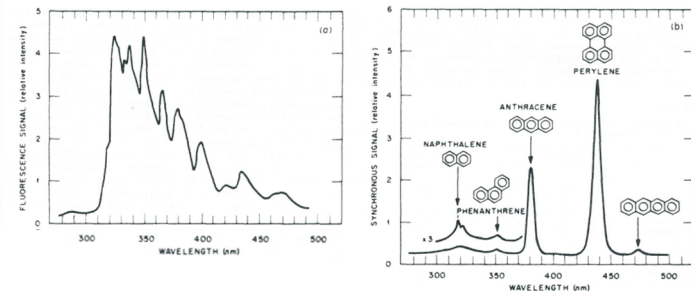 (a)
5
4
3
2
1
0
FLUORESCENCE SIGNAL (relative intensity)
300
350
400
450
500
WAVELENGTH (nm)
(b)
6
5
4
3
2
1
0
SYNCHRONOUS SIGNAL (relative intensity)
PERYLENE
ANTHRACENE
NAPHTHALENE
PHENANTHRENE
x3
300
350
400
450
500
WAVELENGTH (nm)